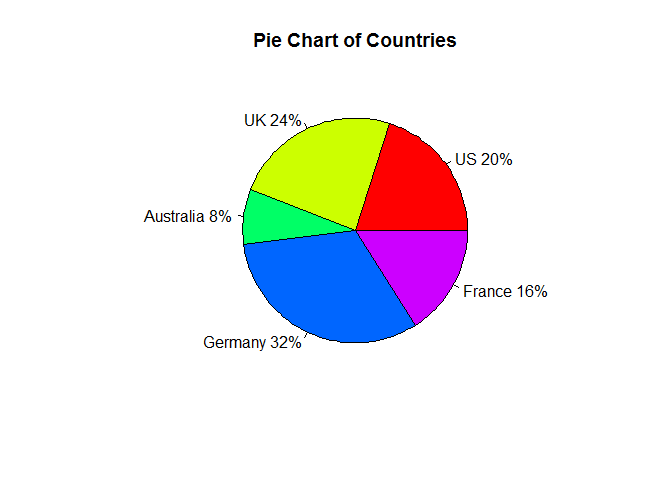 Pie Chart of Countries
UK 24%
US 20%
Australia 8%
France 16%
Germany 32%